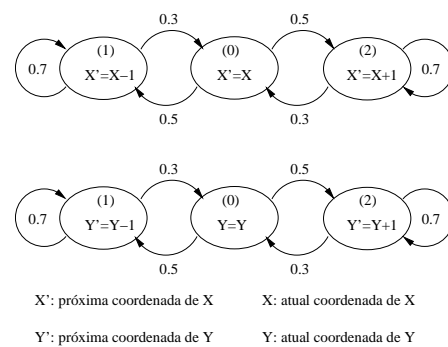 0.3 0.5
(1) (0) (2)
0.7 X'=X−1 X'=X X'=X+1 0.7
0.5 0.3
0.3 0.5
(1) (0) (2)
0.7 Y'=Y−1 Y=Y Y'=Y+1 0.7
0.5 0.3
X': próxima coordenada de X X: atual coordenada de X
Y': próxima coordenada de Y Y: atual coordenada de Y